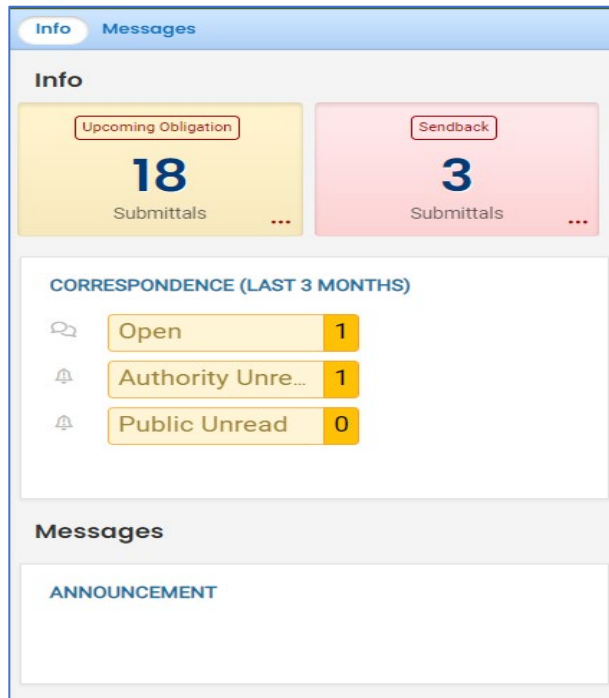 Info Messages
Info
Upcoming Obligation Sendback
18 3
Submittals ... Submittals ...
CORRESPONDENCE (LAST 3 MONTHS)
Open 1
Authority Unre... 1
Public Unread 0
Messages
ANNOUNCEMENT